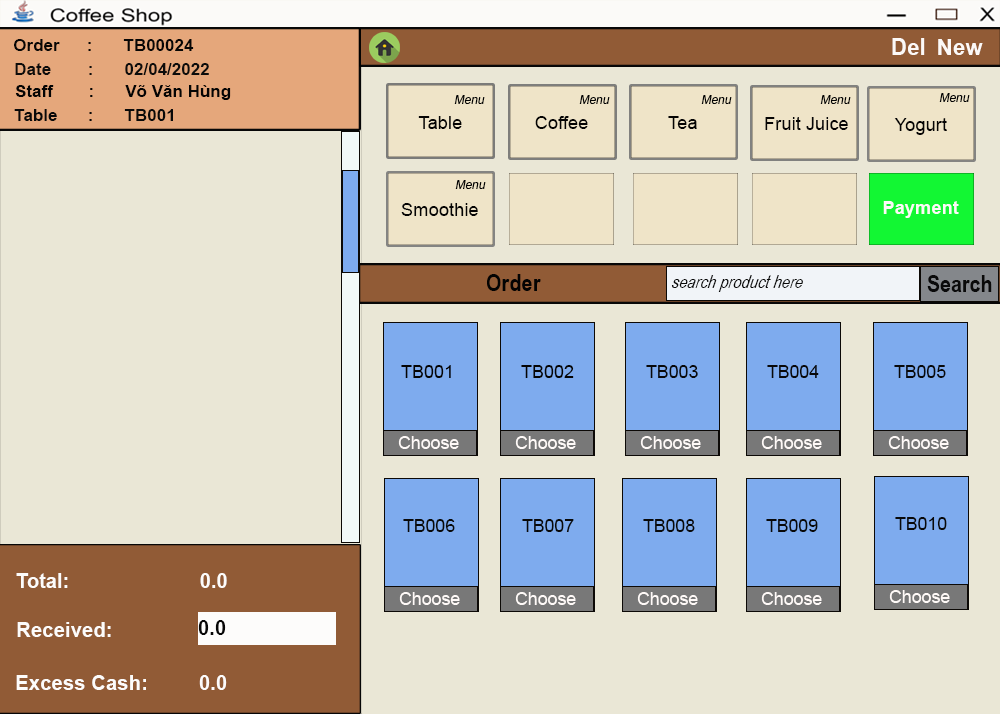 Coffee Shop
Order : TB00024
Date : 02/04/2022
Staff : Võ Văn Hùng
Table : TB001
Del New
Menu
Table
Menu
Coffee
Menu
Tea
Menu
Fruit Juice
Menu
Yogurt
Menu
Smoothie
Payment
Order
search product here
Search
TB001
Choose
TB002
Choose
TB003
Choose
TB004
Choose
TB005
Choose
TB006
Choose
TB007
Choose
TB008
Choose
TB009
Choose
TB010
Choose
Total: 0.0
Received: 0.0
Excess Cash: 0.0